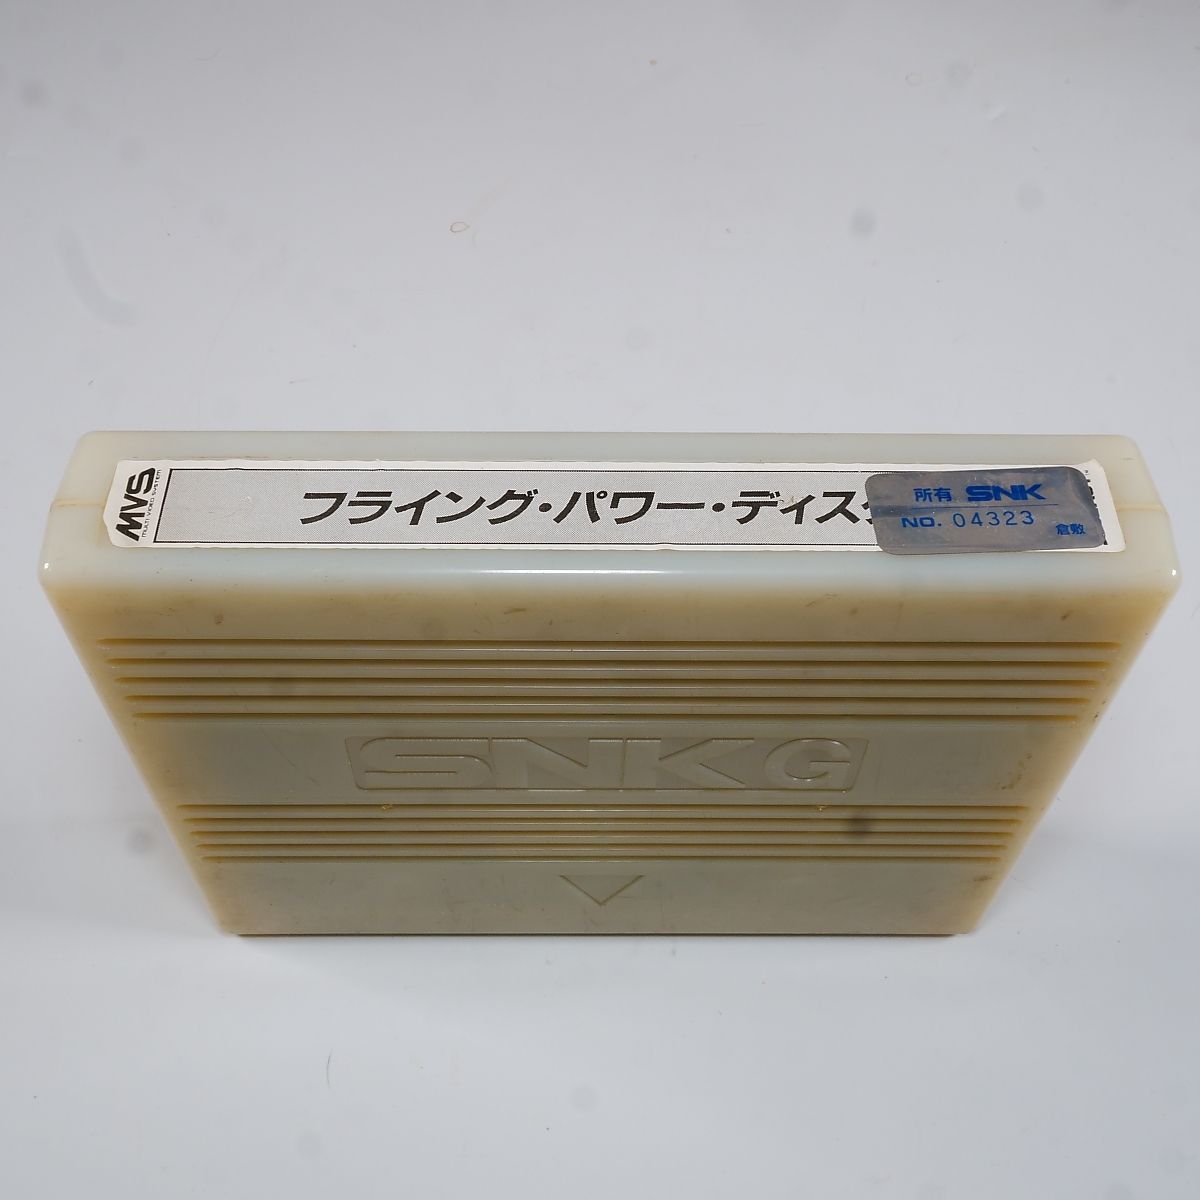 MVS
MULTI VIDEO SYSTEM
フライング・パワー・ディスク
所有 SNK
NO. 04323
倉敷
SNK G